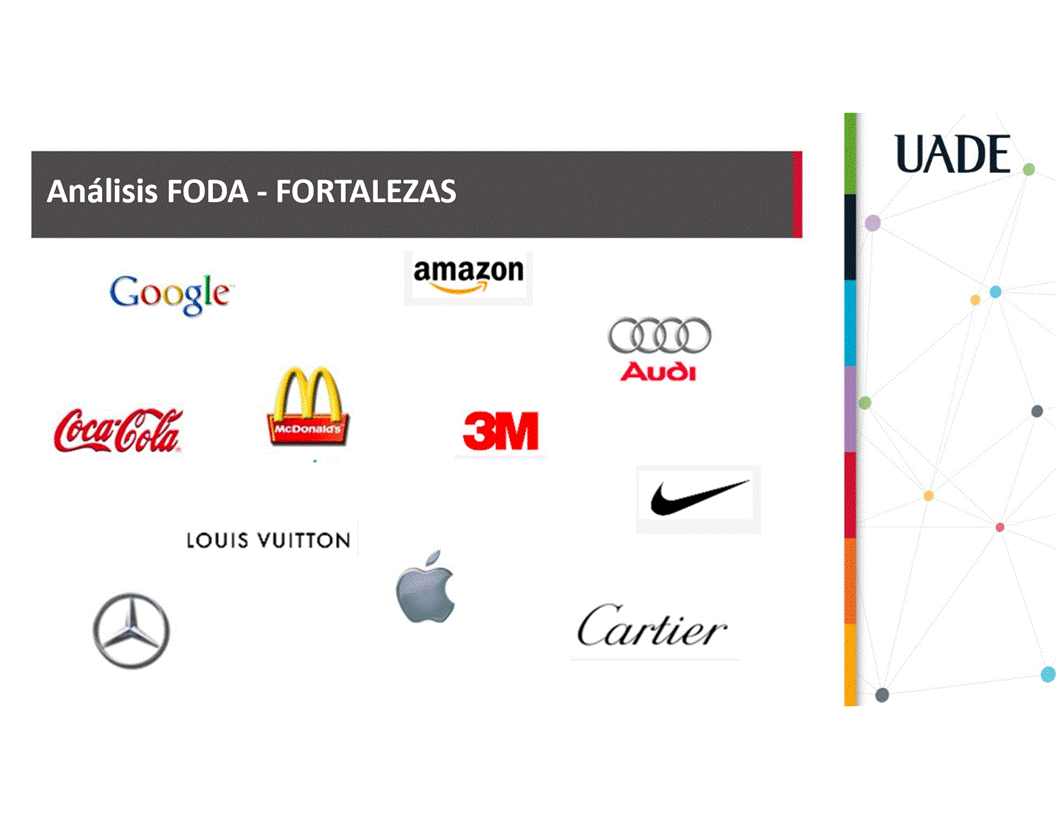 UADE
Análisis FODA - FORTALEZAS
Google
amazon
Audi
McDonald's
Coca-Cola
3M
LOUIS VUITTON
Cartier